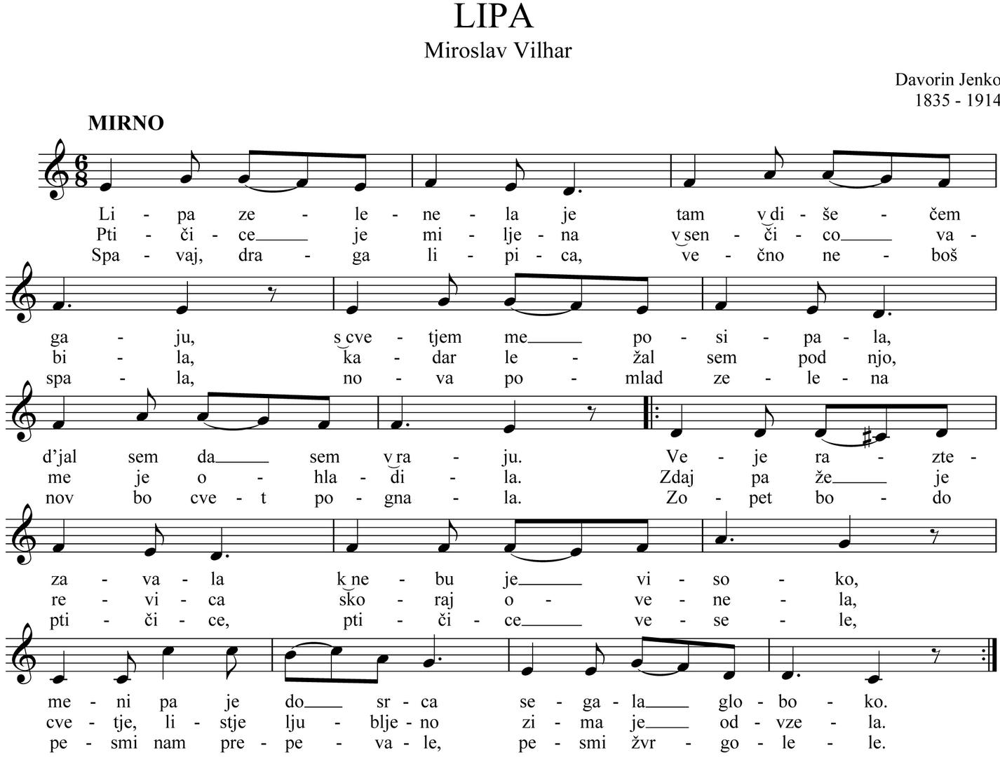 LIPA
Miroslav Vilhar
Davorin Jenko
1835 - 1914
MIRNO
6
8
Li - pa ze - le - ne - la je tam v di - še - čem
Pti - či - ce je mi - lje - na v sen - či - co va -
Spa - vaj, dra - ga li - pi - ca, ve - čno ne - boš
ga - ju, s cve - tjem me po - si - pa - la,
bi - la, ka - dar le - žal sem pod njo,
spa - la, no - va po - mlad ze - le - na
d'jal sem da sem v ra - ju. Ve - je ra - zte -
me je o - hla - di - la. Zdaj pa že je
nov bo cve - t po - gna - la. Zo - pet bo - do
za - va - la k ne - bu je vi - so - ko,
re - vi - ca sko - raj o - ve - ne - la,
pti - či - ce, pti - či - ce ve - se - le,
me - ni pa je do sr - ca se - ga - la glo - bo - ko.
cve - tje, li - stje lju - blje - no zi - ma je od - vze - la.
pe - smi nam pre - pe - va - le, pe - smi žvr - go - le - le.